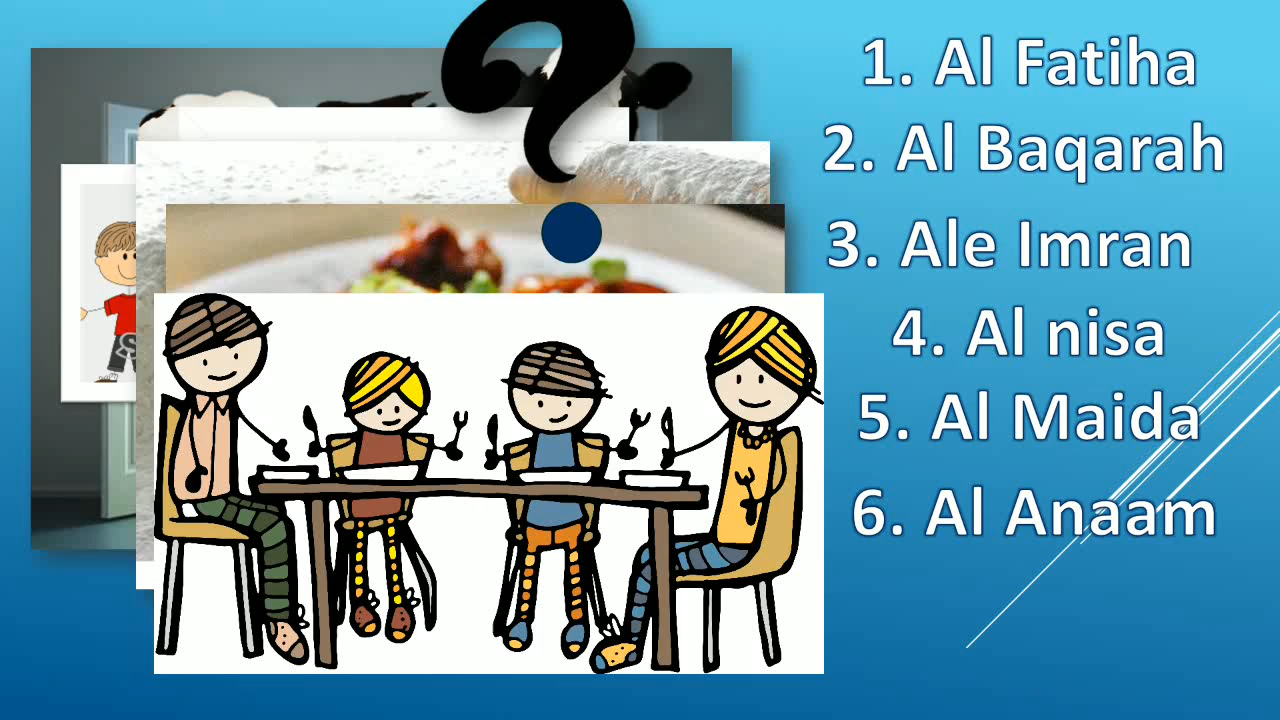 1. Al Fatiha
2. Al Baqarah
3. Ale Imran
4. Al nisa
5. Al Maida
6. Al Anaam